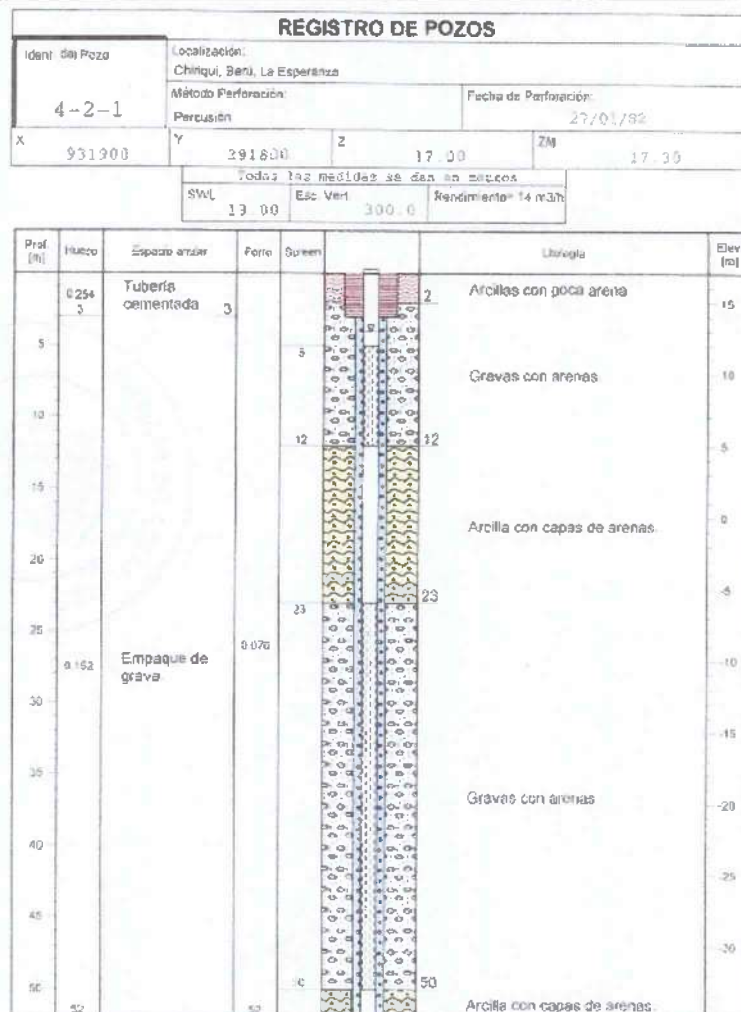 REGISTRO DE POZOS
Ident del Pozo
4-2-1
Localización:
Chiriquí, Barú, La Esperanza
Método Perforación:
Percusión
Fecha de Perforación:
27/01/82
X 931900
Y 291800
Z 17.00
ZM 17.30
Todas las medidas se dan en metros
SWL 13.00
Esc Vert 300.0
Rendimiento= 14 m3/h
Prof. [m]
Hueco
Espacio anular
Forro
Screen
Litología
Elev [m]
0.254
3
Tubería
cementada
3
2
Arcillas con poca arena
15
5
5
Gravas con arenas
10
10
12
12
5
15
Arcilla con capas de arenas
0
20
-5
23
23
25
0.152
Empaque de
grava
0.076
-10
30
-15
35
Gravas con arenas
-20
40
-25
45
-30
50
50
52
Arcilla con capas de arenas